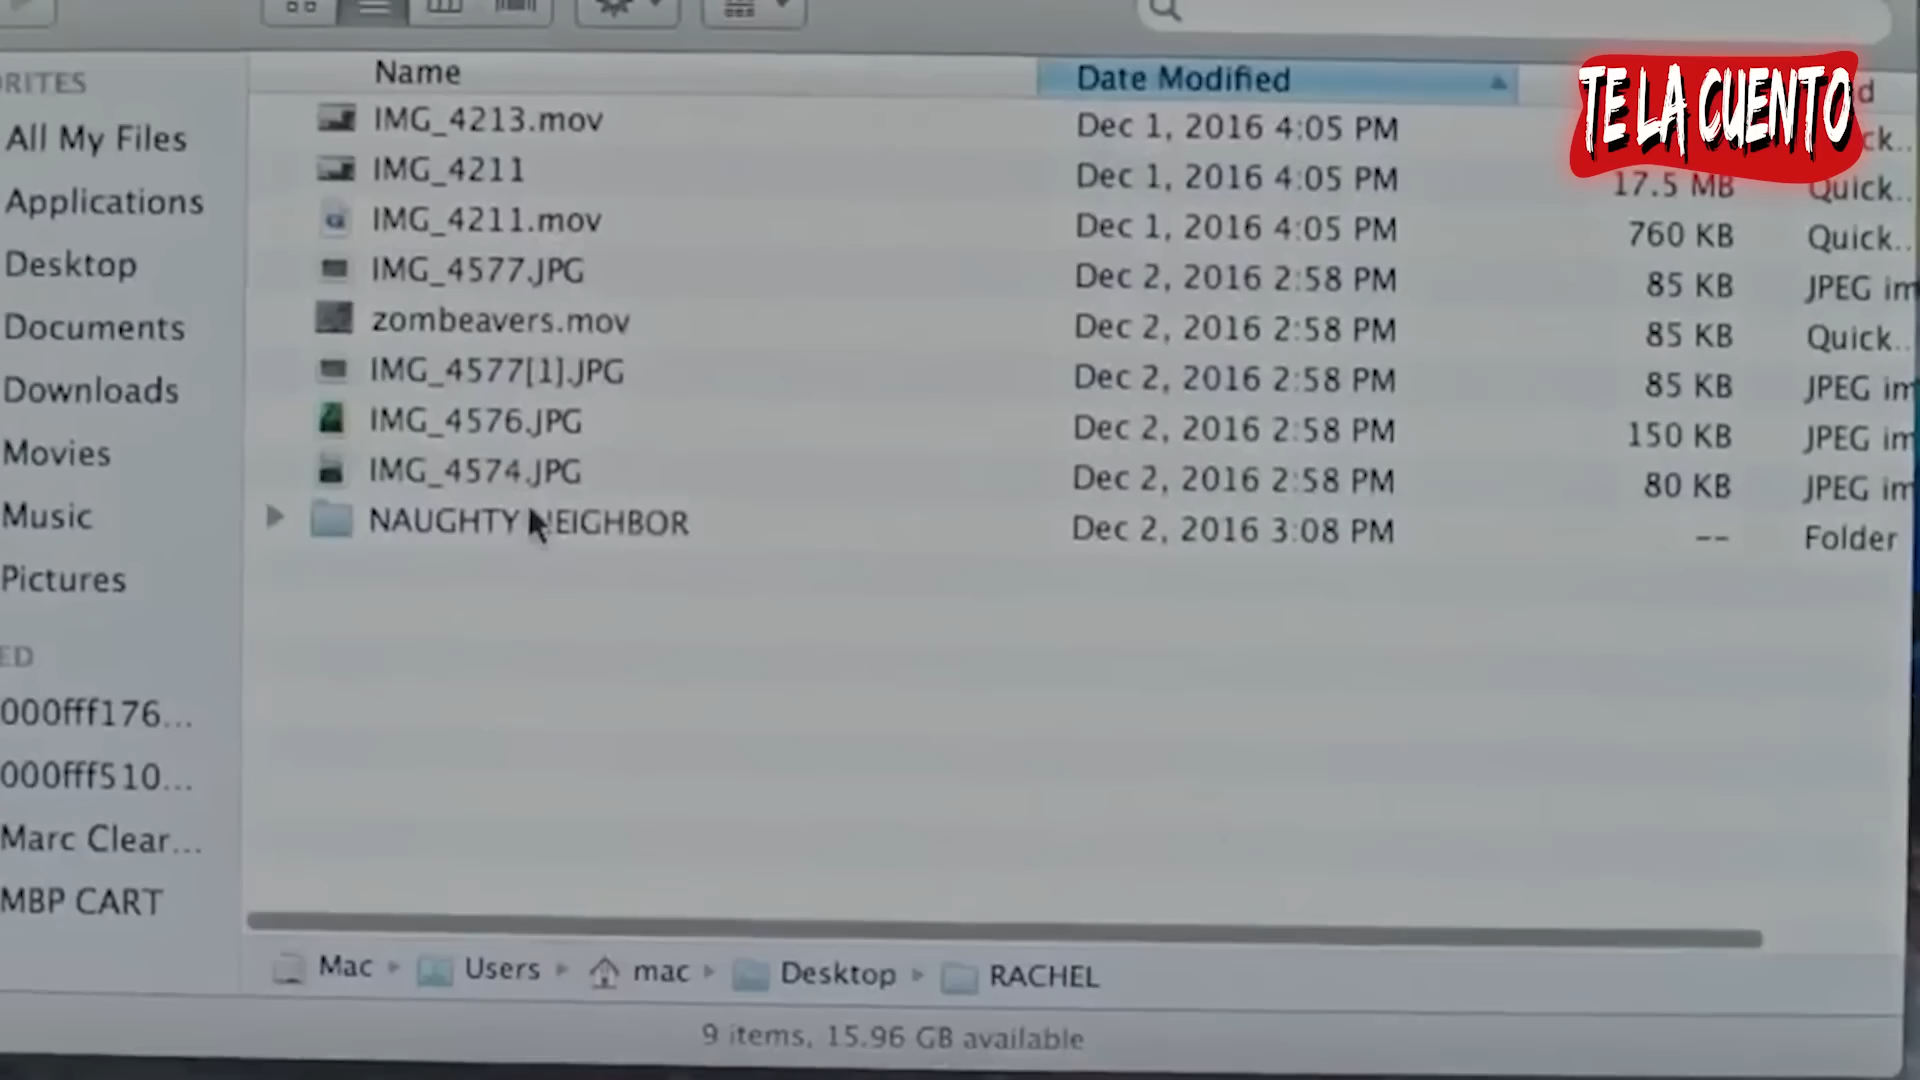 TE LA CUENTO
Name Date Modified
IMG_4213.mov Dec 1, 2016 4:05 PM
IMG_4211 Dec 1, 2016 4:05 PM 17.5 MB Quick...
IMG_4211.mov Dec 1, 2016 4:05 PM 760 KB Quick...
IMG_4577.JPG Dec 2, 2016 2:58 PM 85 KB JPEG im
zombeavers.mov Dec 2, 2016 2:58 PM 85 KB Quick...
IMG_4577[1].JPG Dec 2, 2016 2:58 PM 85 KB JPEG im
IMG_4576.JPG Dec 2, 2016 2:58 PM 150 KB JPEG im
IMG_4574.JPG Dec 2, 2016 2:58 PM 80 KB JPEG im
NAUGHTY NEIGHBOR Dec 2, 2016 3:08 PM -- Folder
RITES
All My Files
Applications
Desktop
Documents
Downloads
Movies
Music
Pictures
ED
000fff176...
000fff510...
Marc Clear...
MBP CART
Mac Users mac Desktop RACHEL
9 items, 15.96 GB available